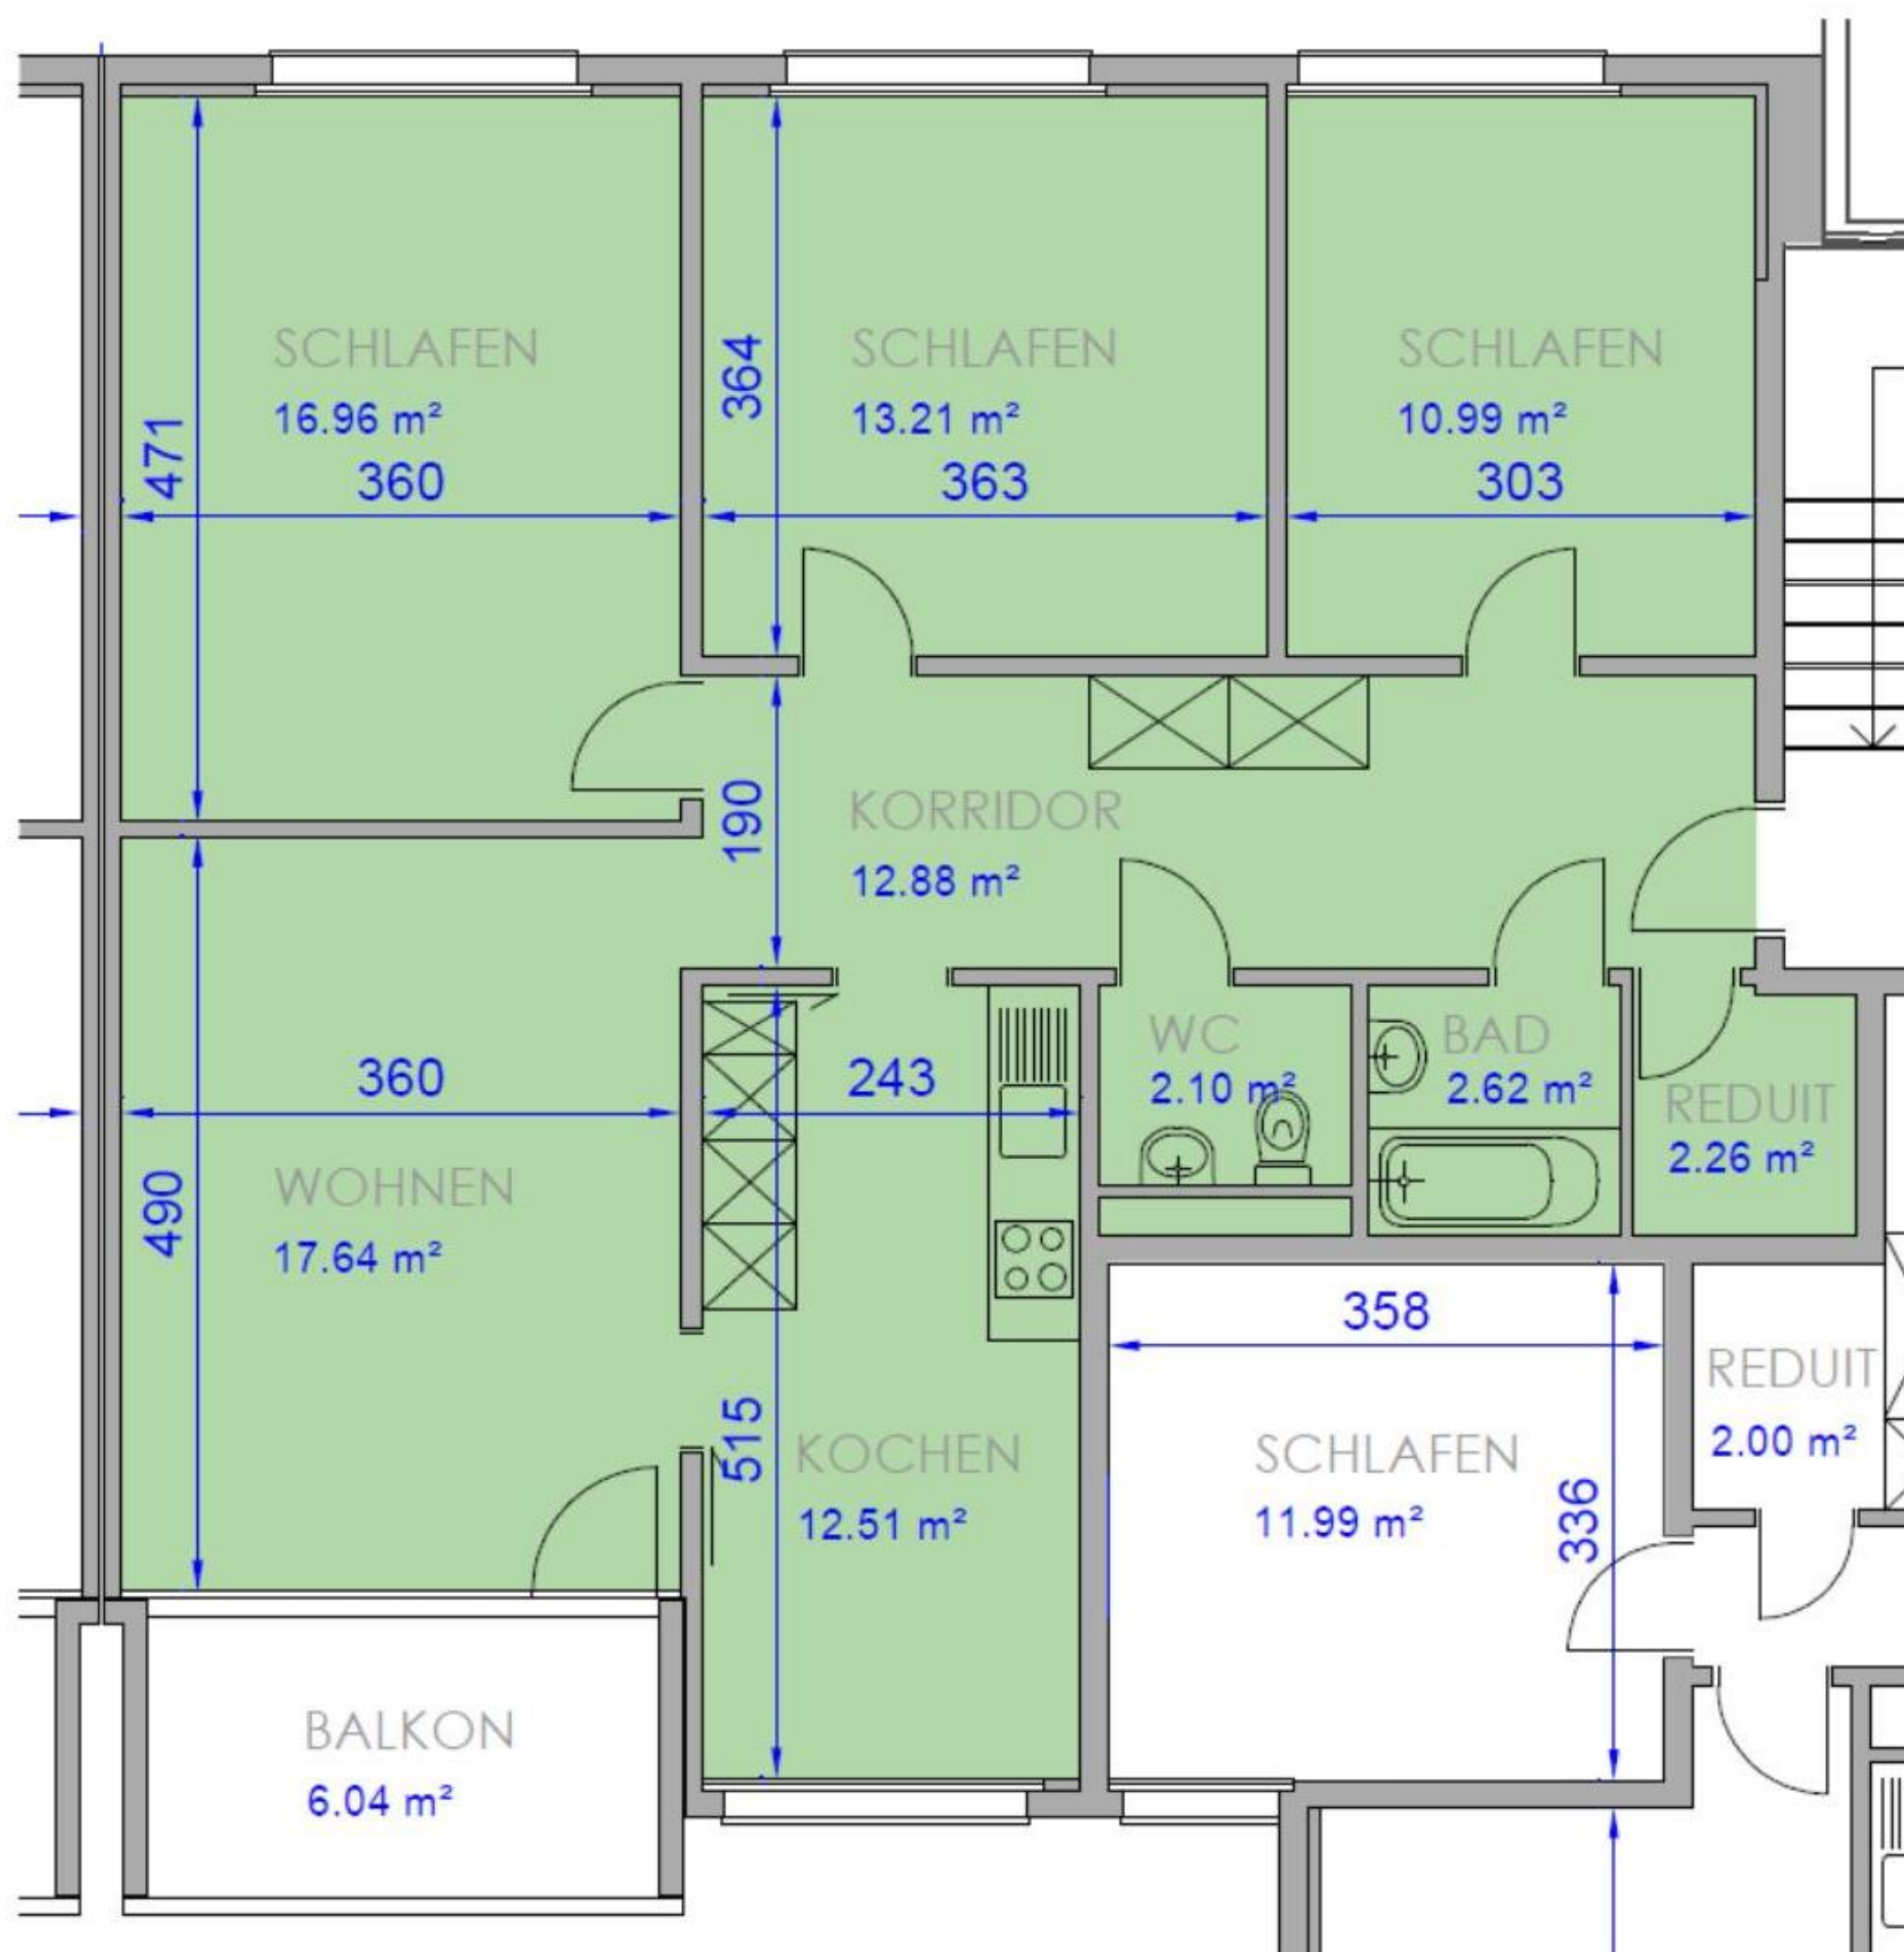 SCHLAFEN
16.96 m²
360
471
SCHLAFEN
13.21 m²
363
364
SCHLAFEN
10.99 m²
303
KORRIDOR
12.88 m²
190
WOHNEN
17.64 m²
360
490
243
515
KOCHEN
12.51 m²
WC
2.10 m²
BAD
2.62 m²
REDUIT
2.26 m²
358
SCHLAFEN
11.99 m²
336
REDUIT
2.00 m²
BALKON
6.04 m²